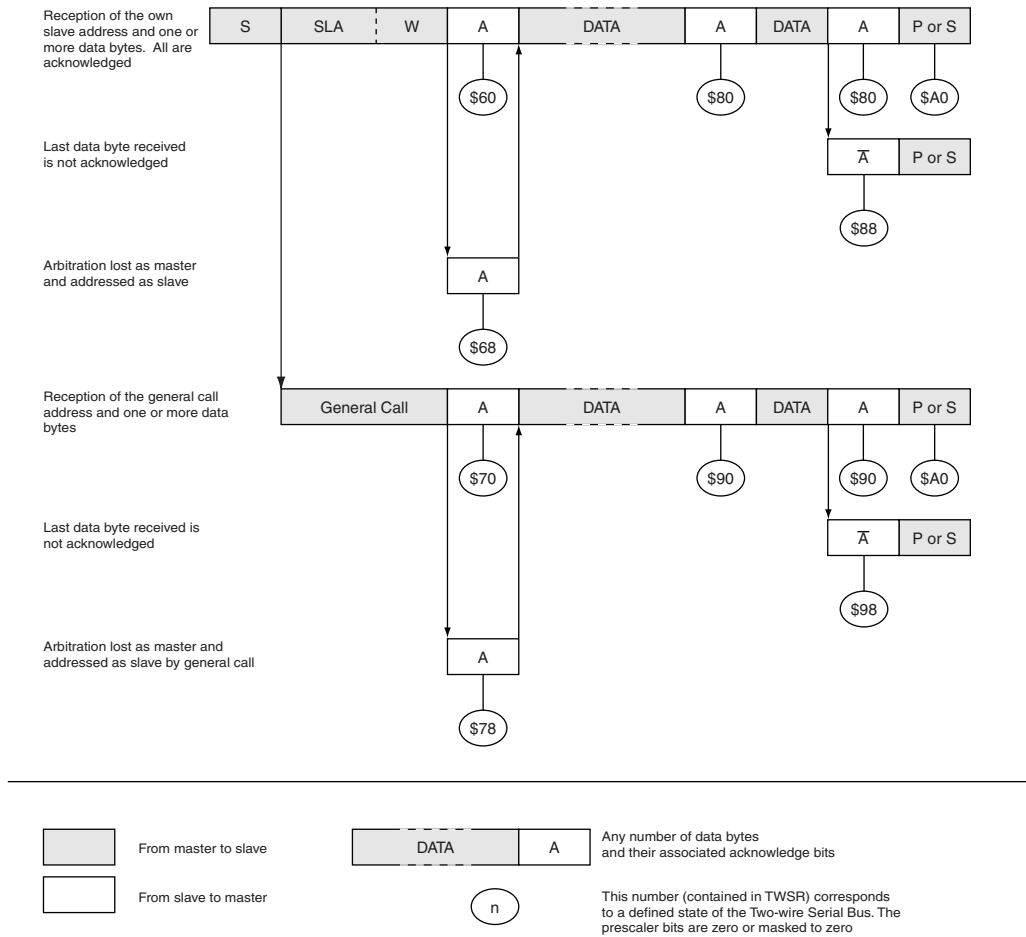 Reception of the own
slave address and one or
more data bytes. All are
acknowledged
S SLA W A DATA A DATA A P or S
$60 $80 $80 $A0
Last data byte received
is not acknowledged
A̅ P or S
$88
Arbitration lost as master
and addressed as slave
A
$68
Reception of the general call
address and one or more data
bytes
General Call A DATA A DATA A P or S
$70 $90 $90 $A0
Last data byte received is
not acknowledged
A̅ P or S
$98
Arbitration lost as master and
addressed as slave by general call
A
$78
From master to slave
DATA A
Any number of data bytes
and their associated acknowledge bits
From slave to master
n
This number (contained in TWSR) corresponds
to a defined state of the Two-wire Serial Bus. The
prescaler bits are zero or masked to zero